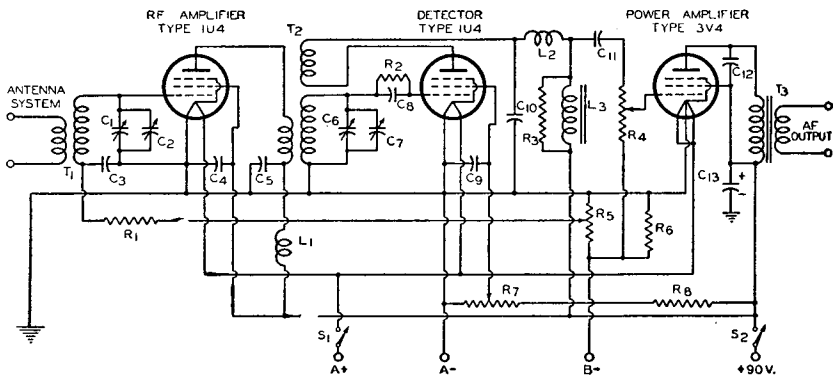 RF AMPLIFIER
TYPE 1U4
DETECTOR
TYPE 1U4
POWER AMPLIFIER
TYPE 3V4
T2
L2
C11
C12
R2
C8
T3
ANTENNA
SYSTEM
C1
C2
C6
C7
C10
R3
L3
R4
AF
OUTPUT
T1
C3
C4
C5
C9
C13
+
-
R1
R5
R6
L1
R7
R8
S1
S2
A+
A-
B-
+90V.